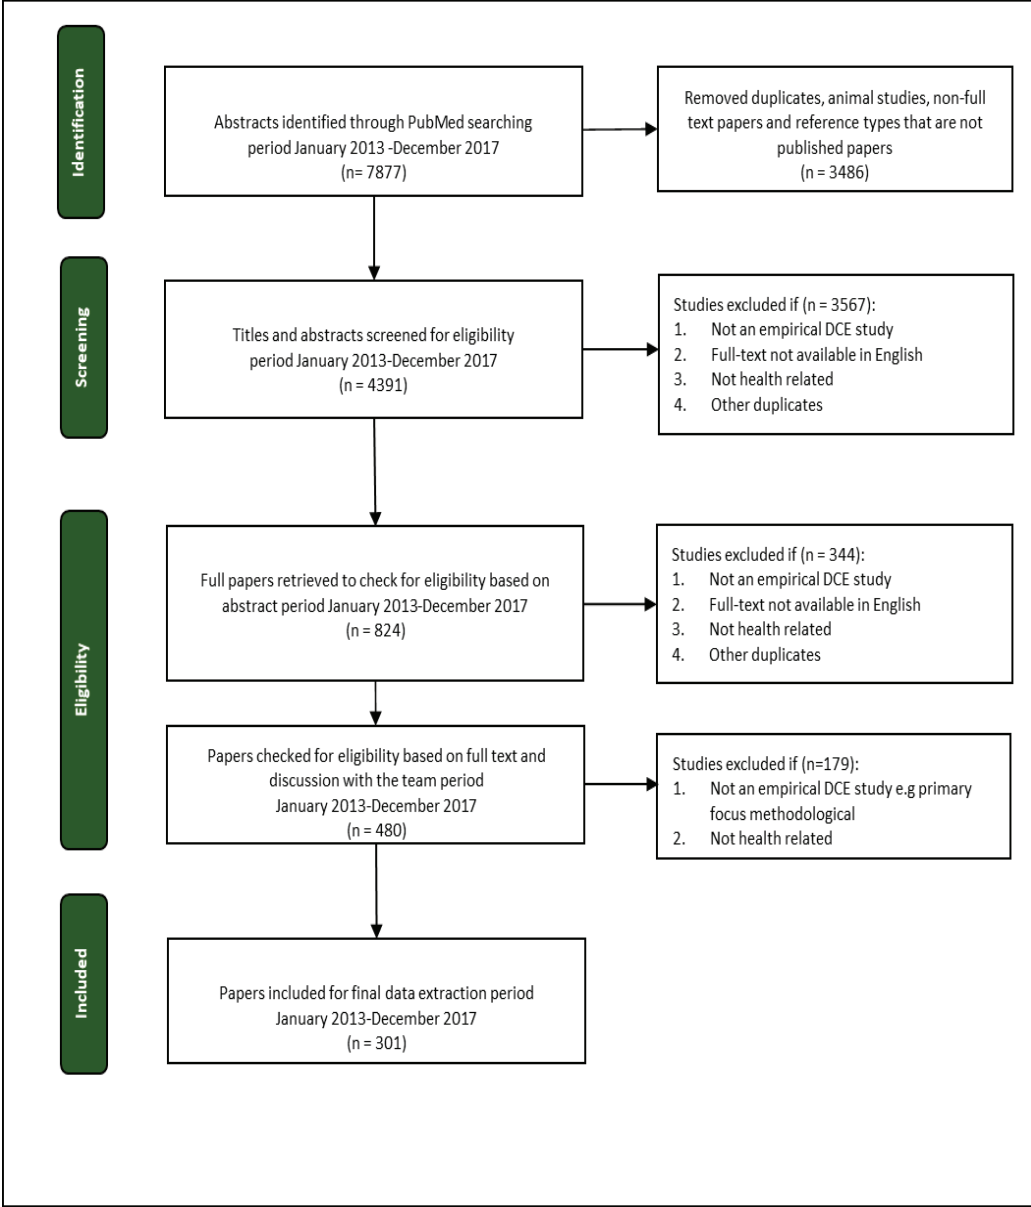 Identification
Abstracts identified through PubMed searching
period January 2013 -December 2017
(n= 7877)
Removed duplicates, animal studies, non-full
text papers and reference types that are not
published papers
(n = 3486)
Screening
Titles and abstracts screened for eligibility
period January 2013-December 2017
(n = 4391)
Studies excluded if (n = 3567):
1. Not an empirical DCE study
2. Full-text not available in English
3. Not health related
4. Other duplicates
Eligibility
Full papers retrieved to check for eligibility based on
abstract period January 2013-December 2017
(n = 824)
Studies excluded if (n = 344):
1. Not an empirical DCE study
2. Full-text not available in English
3. Not health related
4. Other duplicates
Papers checked for eligibility based on full text and
discussion with the team period
January 2013-December 2017
(n = 480)
Studies excluded if (n=179):
1. Not an empirical DCE study e.g primary
focus methodological
2. Not health related
Included
Papers included for final data extraction period
January 2013-December 2017
(n = 301)